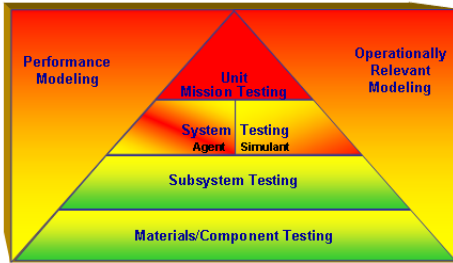 Performance
Modeling
Operationally
Relevant
Modeling
Unit
Mission Testing
System Testing
Agent Simulant
Subsystem Testing
Materials/Component Testing